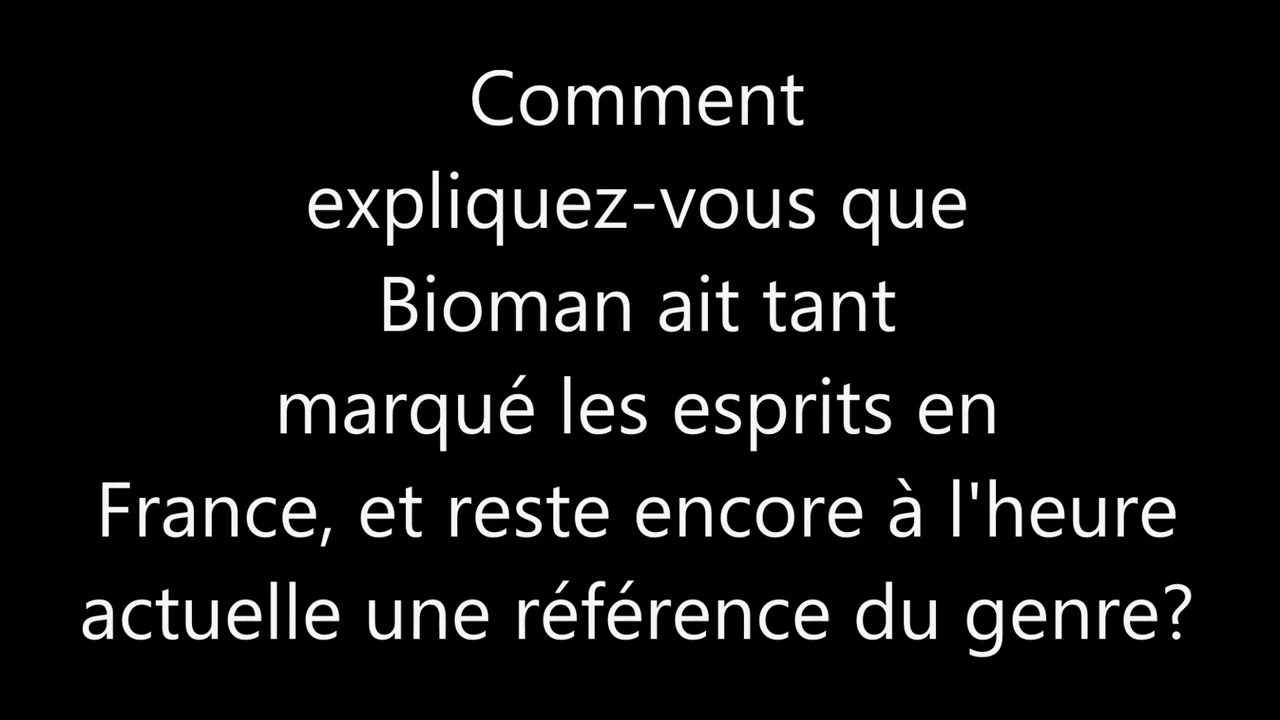 Comment
expliquez-vous que
Bioman ait tant
marqué les esprits en
France, et reste encore à l'heure
actuelle une référence du genre?